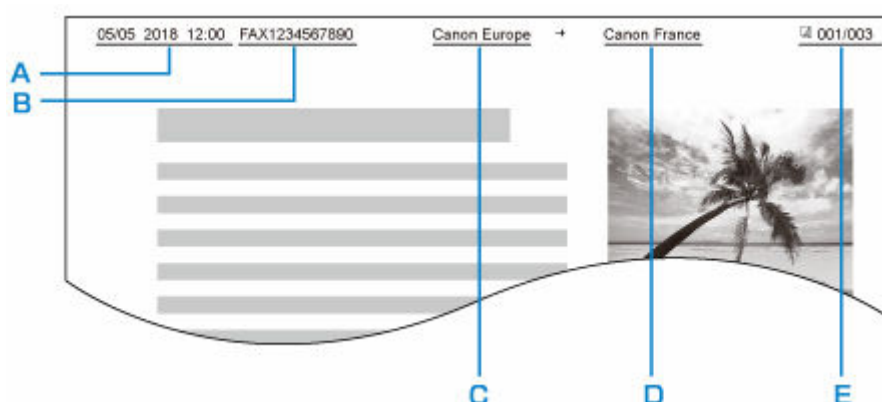 05/05 2018 12:00 FAX1234567890 Canon Europe → Canon France 001/003
A
B
C D E